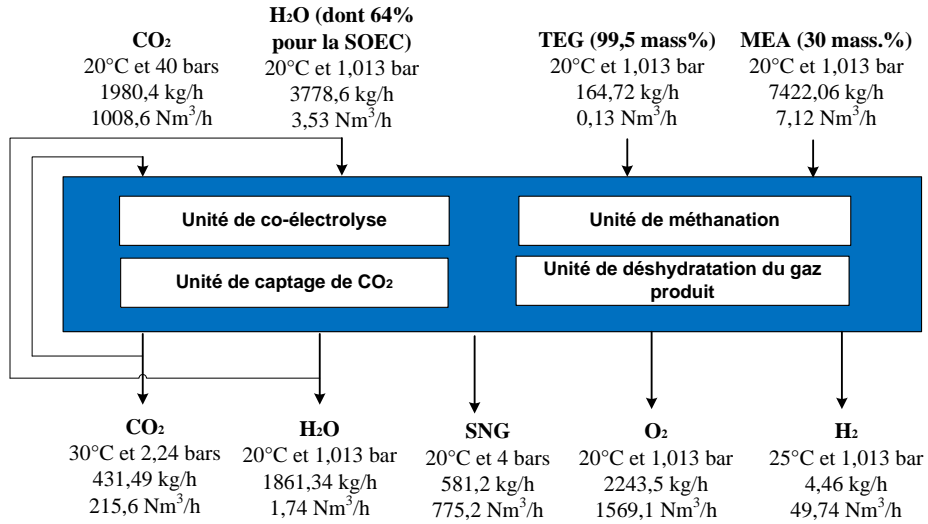 CO₂
20°C et 40 bars
1980,4 kg/h
1008,6 Nm³/h
H₂O (dont 64%
pour la SOEC)
20°C et 1,013 bar
3778,6 kg/h
3,53 Nm³/h
TEG (99,5 mass%)
20°C et 1,013 bar
164,72 kg/h
0,13 Nm³/h
MEA (30 mass.%)
20°C et 1,013 bar
7422,06 kg/h
7,12 Nm³/h
Unité de co-électrolyse
Unité de méthanation
Unité de captage de CO₂
Unité de déshydratation du gaz
produit
CO₂
30°C et 2,24 bars
431,49 kg/h
215,6 Nm³/h
H₂O
20°C et 1,013 bar
1861,34 kg/h
1,74 Nm³/h
SNG
20°C et 4 bars
581,2 kg/h
775,2 Nm³/h
O₂
20°C et 1,013 bar
2243,5 kg/h
1569,1 Nm³/h
H₂
25°C et 1,013 bar
4,46 kg/h
49,74 Nm³/h